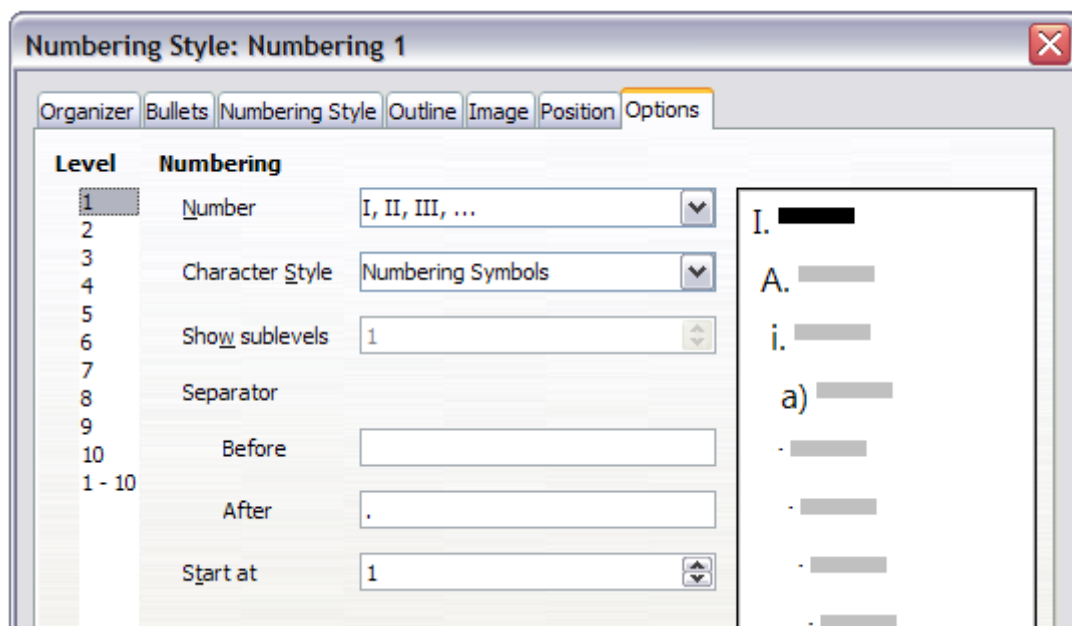 Numbering Style: Numbering 1
Organizer Bullets Numbering Style Outline Image Position Options
Level Numbering
1
2
3
4
5
6
7
8
9
10
1 - 10
Number I, II, III, ...
Character Style Numbering Symbols
Show sublevels 1
Separator
Before
After .
Start at 1
I.
A.
i.
a)
-
-
-
-